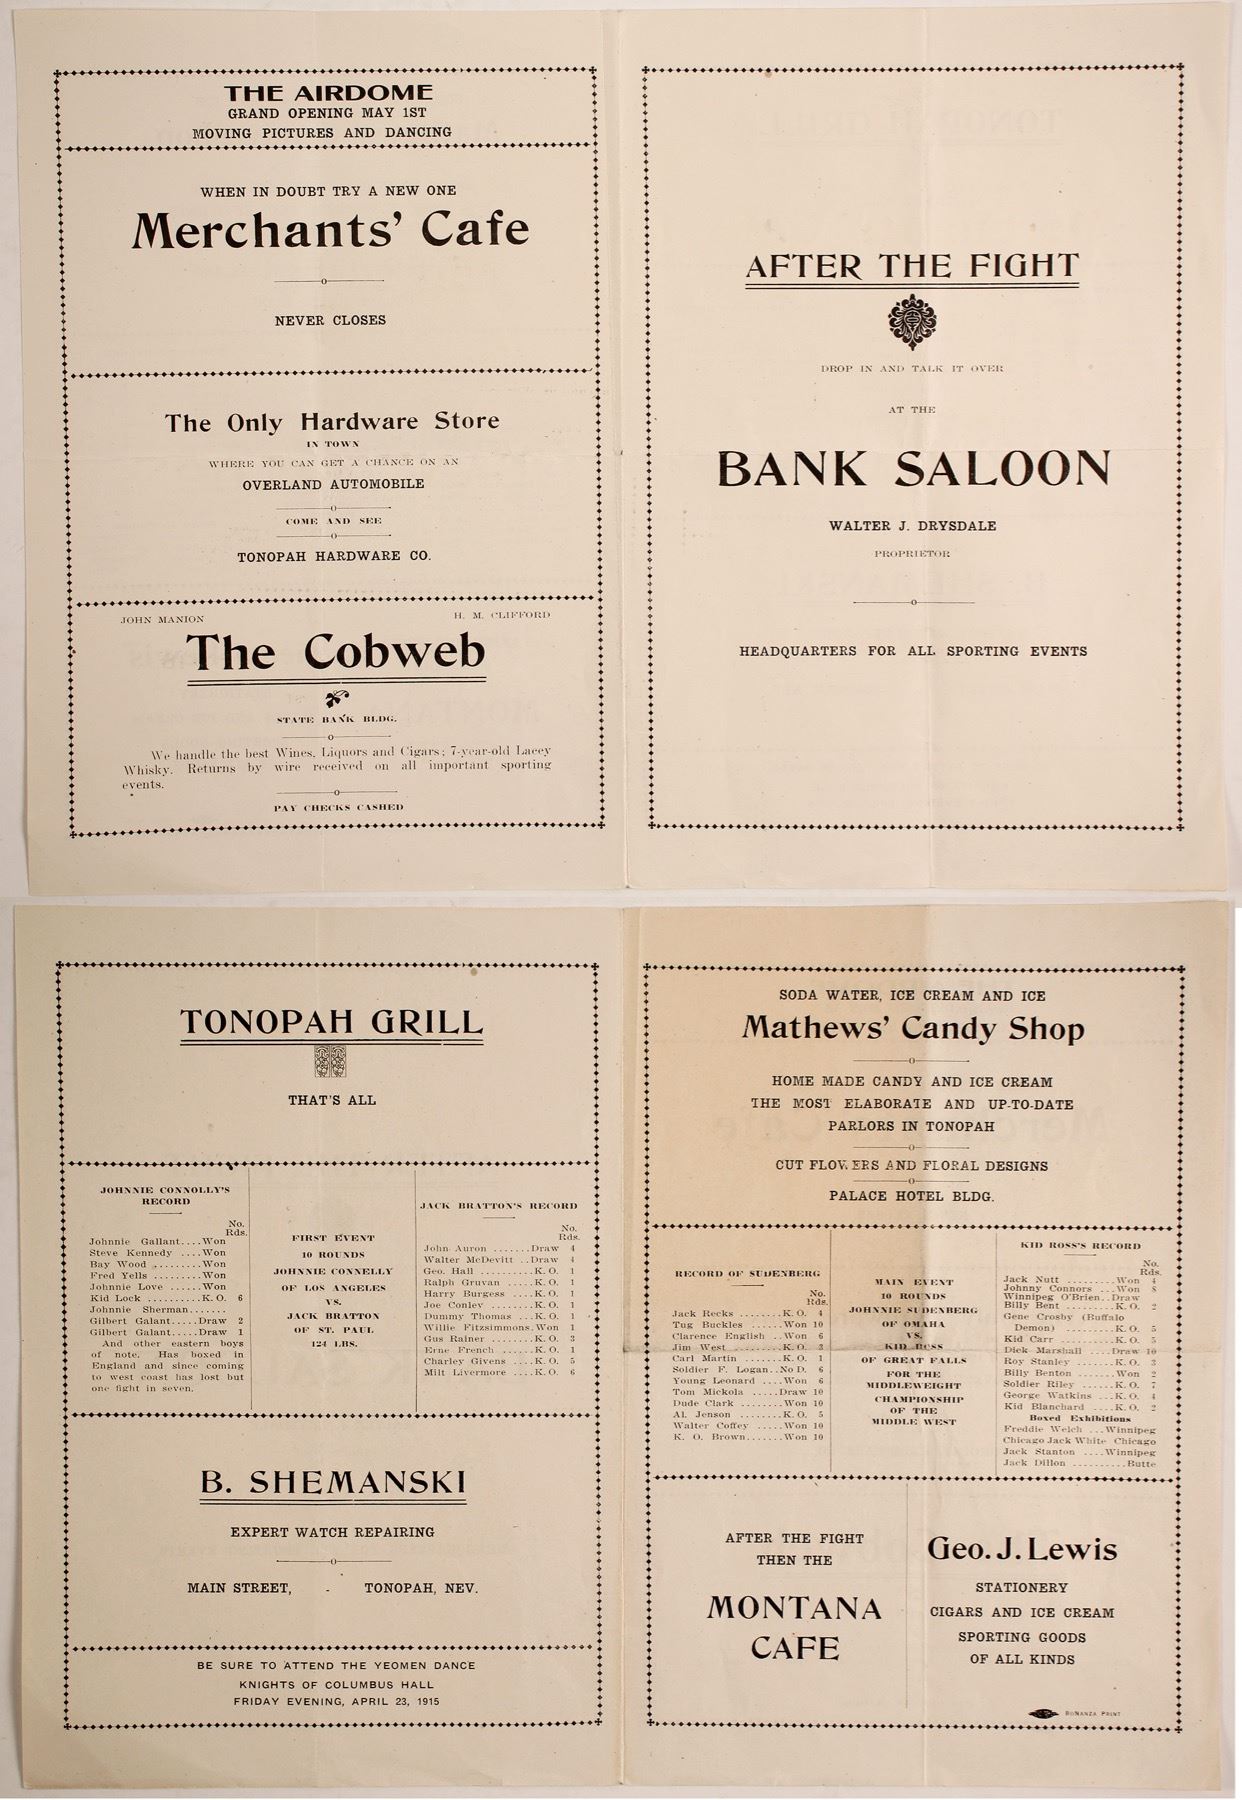 THE AIRDOME
GRAND OPENING MAY 1ST
MOVING PICTURES AND DANCING
WHEN IN DOUBT TRY A NEW ONE
Merchants' Cafe
NEVER CLOSES
The Only Hardware Store
IN TOWN
WHERE YOU CAN GET A CHANCE ON AN
OVERLAND AUTOMOBILE
COME AND SEE
TONOPAH HARDWARE CO.
JOHN MANION H. M. CLIFFORD
The Cobweb
STATE BANK BLDG.
We handle the best Wines, Liquors and Cigars; 7-year-old Lacey
Whisky. Returns by wire received on all important sporting
events.
PAY CHECKS CASHED
AFTER THE FIGHT
DROP IN AND TALK IT OVER
AT THE
BANK SALOON
WALTER J. DRYSDALE
PROPRIETOR
HEADQUARTERS FOR ALL SPORTING EVENTS
TONOPAH GRILL
THAT'S ALL
JOHNNIE CONNOLLY'S
RECORD
No.
Rds.
Johnnie Gallant....Won
Steve Kennedy ....Won
Bay Wood .........Won
Fred Yells .........Won
Johnnie Love ......Won
Kid Lock ..........K. O. 6
Johnnie Sherman.......
Gilbert Galant.....Draw 2
Gilbert Galant.....Draw 1
And other eastern boys
of note. Has boxed in
England and since coming
to west coast has lost but
one fight in seven.
FIRST EVENT
10 ROUNDS
JOHNNIE CONNELLY
OF LOS ANGELES
VS.
JACK BRATTON
OF ST. PAUL
124 LBS.
JACK BRATTON'S RECORD
No.
Rds.
John Auron .......Draw 4
Walter McDevitt ..Draw 4
Geo. Hall .........K. O. 1
Ralph Gruvan .....K. O. 1
Harry Burgess ....K. O. 1
Joe Conley ........K. O. 1
Dummy Thomas ...K. O. 1
Willie Fitzsimmons.Won 1
Gus Rainer .......K. O. 3
Erne French ......K. O. 1
Charley Givens ....K. O. 5
Milt Livermore ....K. O. 6
B. SHEMANSKI
EXPERT WATCH REPAIRING
MAIN STREET, - TONOPAH, NEV.
BE SURE TO ATTEND THE YEOMEN DANCE
KNIGHTS OF COLUMBUS HALL
FRIDAY EVENING, APRIL 23, 1915
SODA WATER, ICE CREAM AND ICE
Mathews' Candy Shop
HOME MADE CANDY AND ICE CREAM
THE MOST ELABORATE AND UP-TO-DATE
PARLORS IN TONOPAH
CUT FLOWERS AND FLORAL DESIGNS
PALACE HOTEL BLDG.
RECORD OF SUDENBERG
No.
Rds.
Jack Recks ........K. O. 4
Tug Buckles ......Won 10
Clarence English ..Won 6
Jim West .........K. O. 3
Carl Martin .......K. O. 1
Soldier F. Logan..No D. 6
Young Leonard ....Won 6
Tom Mickola .....Draw 10
Dude Clark .......Won 10
Al. Jenson ........K. O. 5
Walter Coffey .....Won 10
K. O. Brown.......Won 10
MAIN EVENT
10 ROUNDS
JOHNNIE SUDENBERG
OF OMAHA
VS.
KID ROSS
OF GREAT FALLS
FOR THE
MIDDLEWEIGHT
CHAMPIONSHIP
OF THE
MIDDLE WEST
KID ROSS'S RECORD
No.
Rds.
Jack Nutt .........Won 4
Johnny Connors ...Won 8
Winnipeg O'Brien..Draw
Billy Bent .........K. O. 2
Gene Crosby (Buffalo
Demon) ........K. O. 5
Kid Carr ..........K. O. 5
Dick Marshall ....Draw 10
Roy Stanley .......K. O. 3
Billy Benton .......Won 2
Soldier Riley ......K. O. 7
George Watkins ...K. O. 4
Kid Blanchard ....K. O. 2
Boxed Exhibitions
Freddie Welch ...Winnipeg
Chicago Jack White Chicago
Jack Stanton ....Winnipeg
Jack Dillon ..........Butte
AFTER THE FIGHT
THEN THE
MONTANA
CAFE
Geo. J. Lewis
STATIONERY
CIGARS AND ICE CREAM
SPORTING GOODS
OF ALL KINDS
BONANZA PRINT